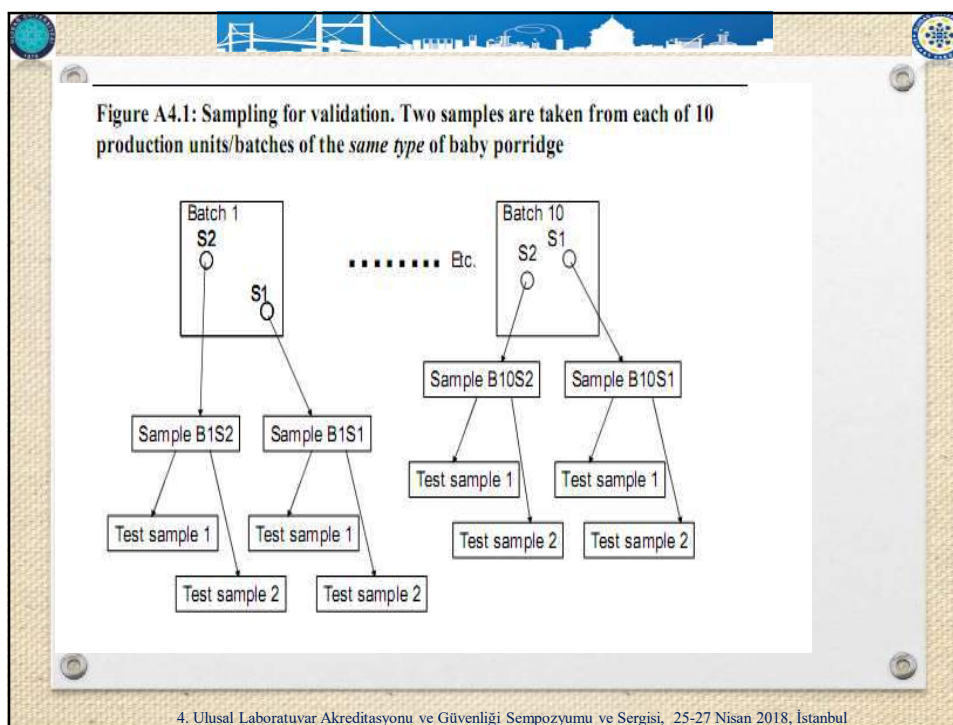 Figure A4.1: Sampling for validation. Two samples are taken from each of 10
production units/batches of the same type of baby porridge
Batch 1
S2
S1
Etc.
Batch 10
S1
S2
Sample B10S2
Sample B10S1
Sample B1S2
Sample B1S1
Test sample 1
Test sample 1
Test sample 1
Test sample 1
Test sample 2
Test sample 2
Test sample 2
Test sample 2
4. Ulusal Laboratuvar Akreditasyonu ve Güvenliği Sempozyumu ve Sergisi, 25-27 Nisan 2018, İstanbul